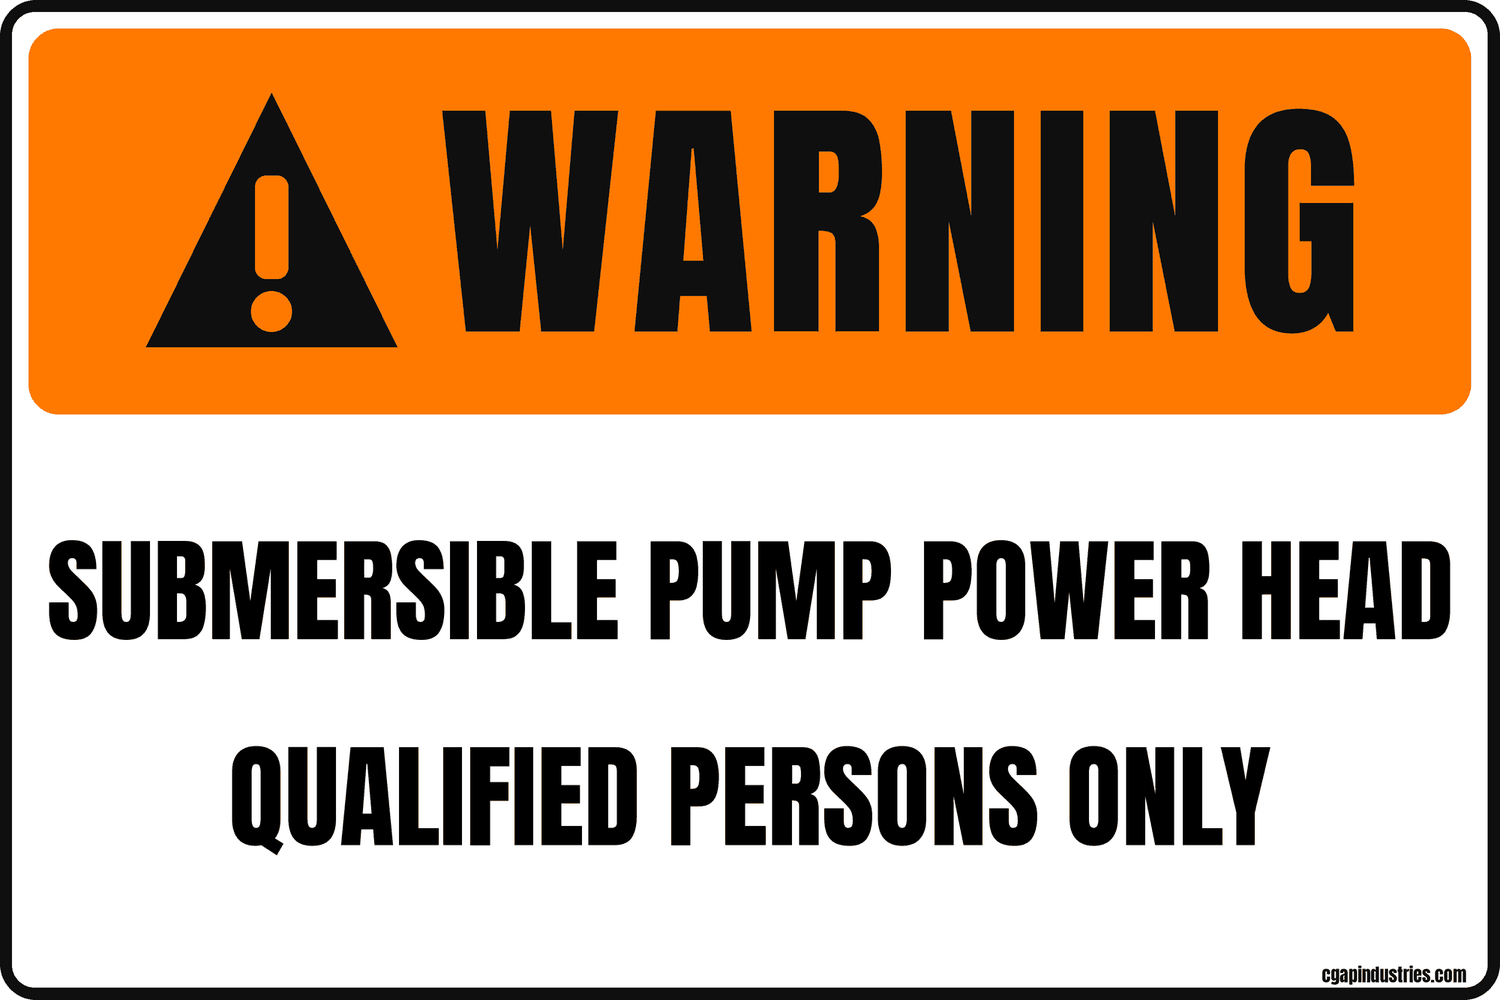 WARNING
SUBMERSIBLE PUMP POWER HEAD
QUALIFIED PERSONS ONLY
cgapindustries.com